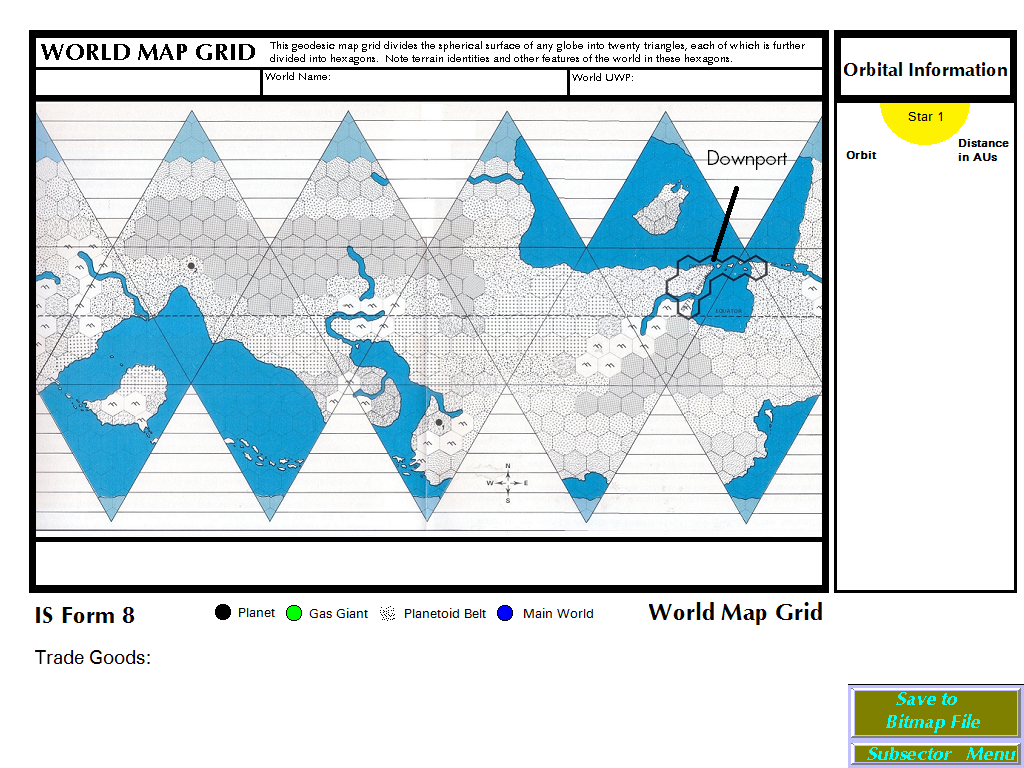 WORLD MAP GRID
This geodesic map grid divides the spherical surface of any globe into twenty triangles, each of which is further
divided into hexagons. Note terrain identities and other features of the world in these hexagons.
World Name:
World UWP:
Orbital Information
Star 1
Orbit
Distance
in AUs
Downport
EQUATOR
N
W
E
S
IS Form 8
Planet
Gas Giant
Planetoid Belt
Main World
World Map Grid
Trade Goods:
Save to
Bitmap File
Subsector Menu